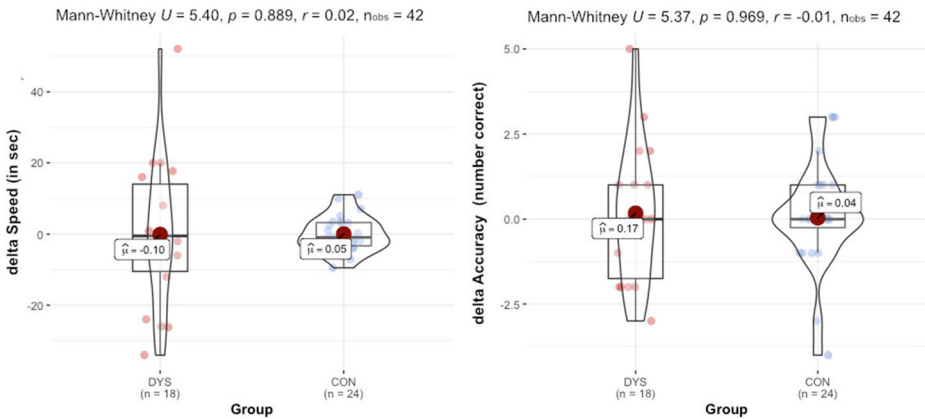 Mann-Whitney U = 5.40, p = 0.889, r = 0.02, nobs = 42
delta Speed (in sec)
40
20
0
-20
μ̂ = -0.10
μ̂ = 0.05
DYS
(n = 18)
CON
(n = 24)
Group
Mann-Whitney U = 5.37, p = 0.969, r = -0.01, nobs = 42
delta Accuracy (number correct)
5.0
2.5
0.0
-2.5
μ̂ = 0.17
μ̂ = 0.04
DYS
(n = 18)
CON
(n = 24)
Group